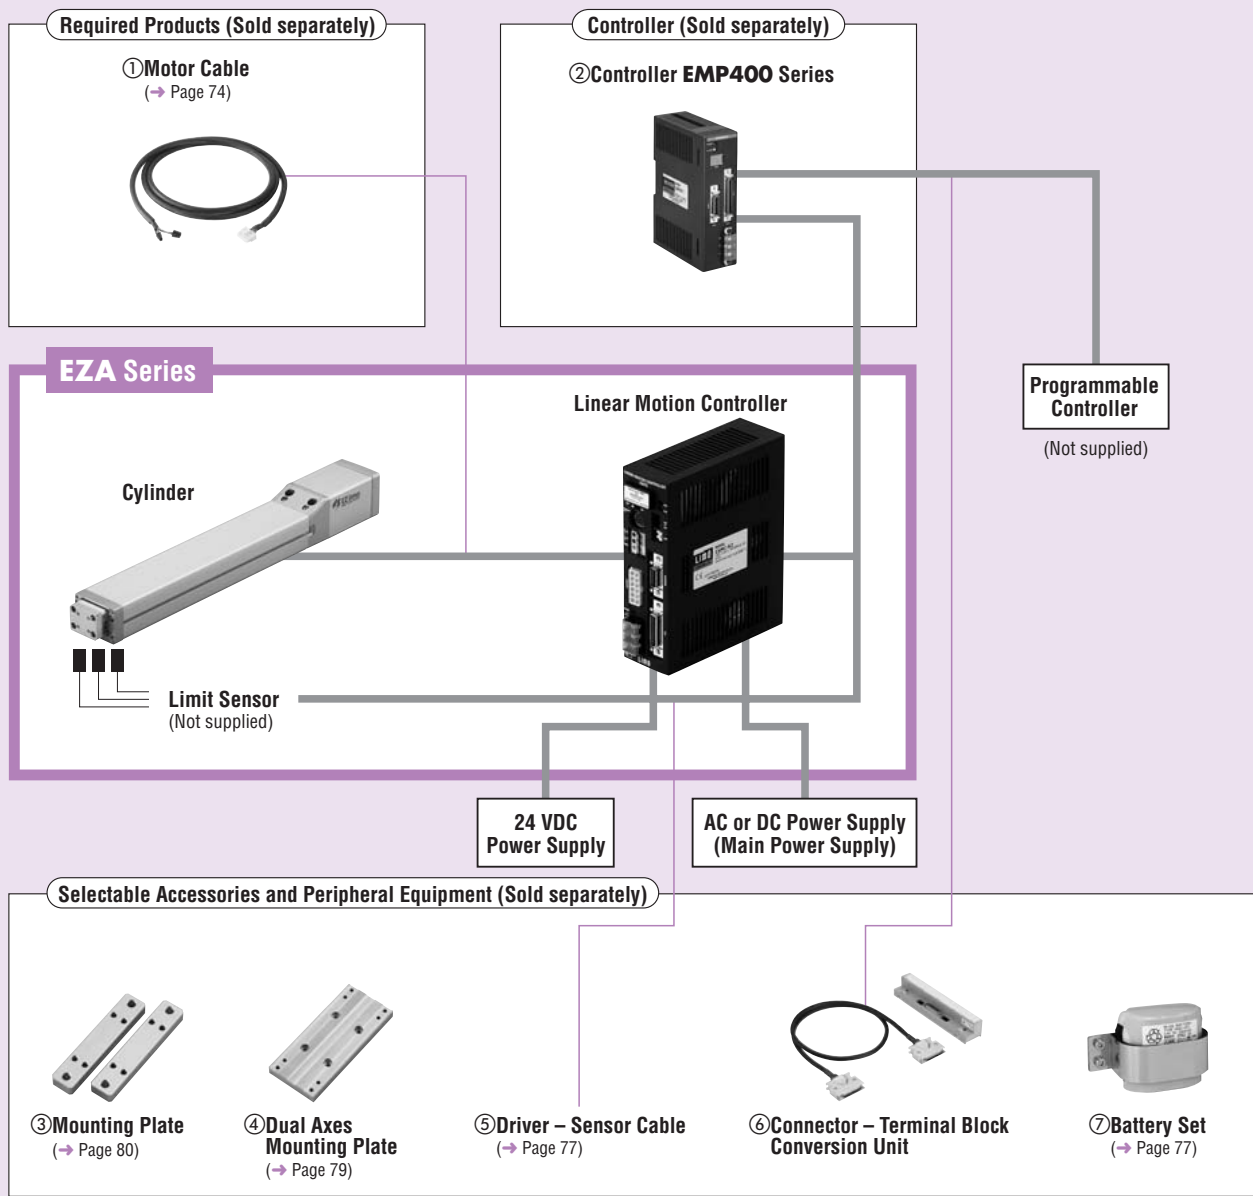 Required Products (Sold separately)
①Motor Cable
(➜ Page 74)
Controller (Sold separately)
②Controller EMP400 Series
EZA Series
Linear Motion Controller
Cylinder
Limit Sensor
(Not supplied)
Programmable
Controller
(Not supplied)
24 VDC
Power Supply
AC or DC Power Supply
(Main Power Supply)
Selectable Accessories and Peripheral Equipment (Sold separately)
③Mounting Plate
(➜ Page 80)
④Dual Axes
Mounting Plate
(➜ Page 79)
⑤Driver – Sensor Cable
(➜ Page 77)
⑥Connector – Terminal Block
Conversion Unit
⑦Battery Set
(➜ Page 77)